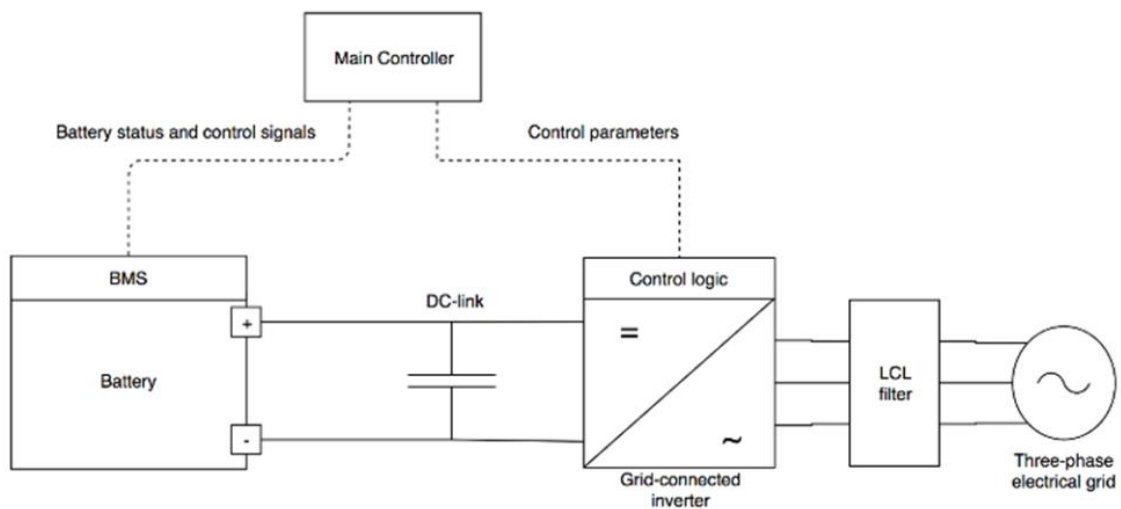 Main Controller
Battery status and control signals
Control parameters
BMS
Control logic
DC-link
+
=
Battery
LCL
filter
-
~
Grid-connected
inverter
Three-phase
electrical grid